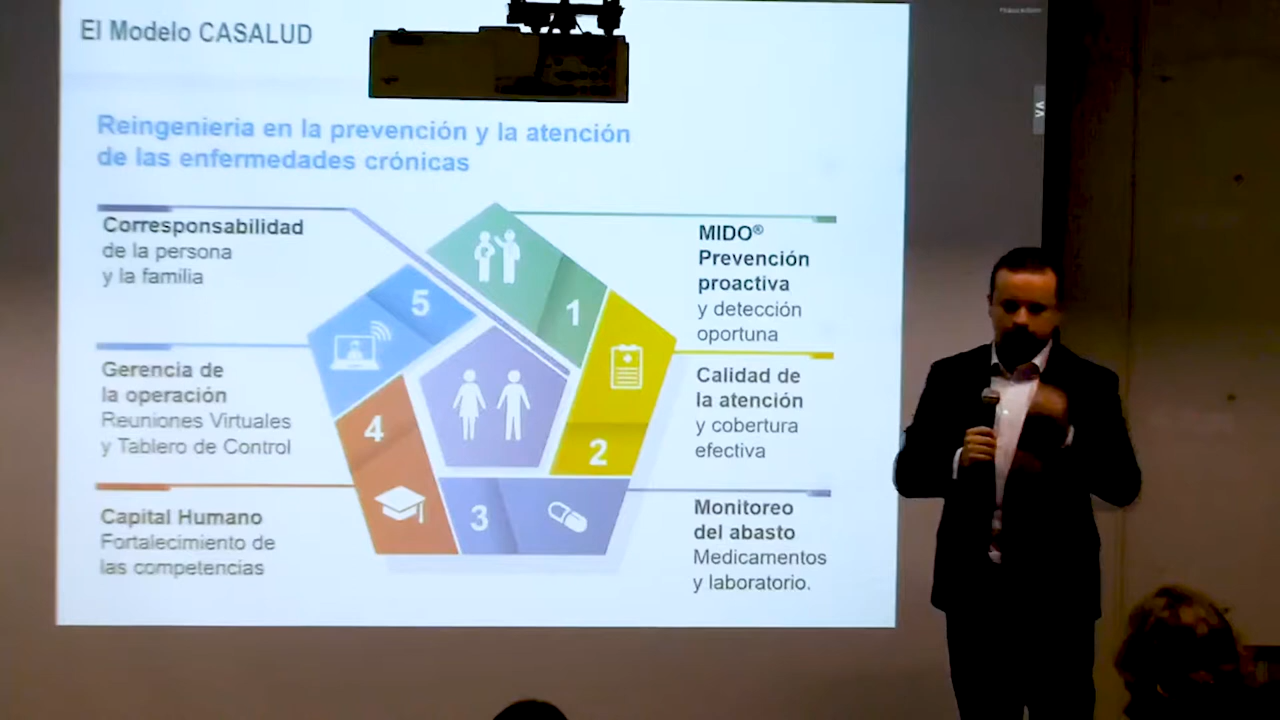 El Modelo CASALUD
Reingenieria en la prevención y la atención
de las enfermedades crónicas
Corresponsabilidad
de la persona
y la familia
Gerencia de
la operación
Reuniones Virtuales
y Tablero de Control
Capital Humano
Fortalecimiento de
las competencias
5
1
4
2
3
MIDO®
Prevención
proactiva
y detección
oportuna
Calidad de
la atención
y cobertura
efectiva
Monitoreo
del abasto
Medicamentos
y laboratorio.